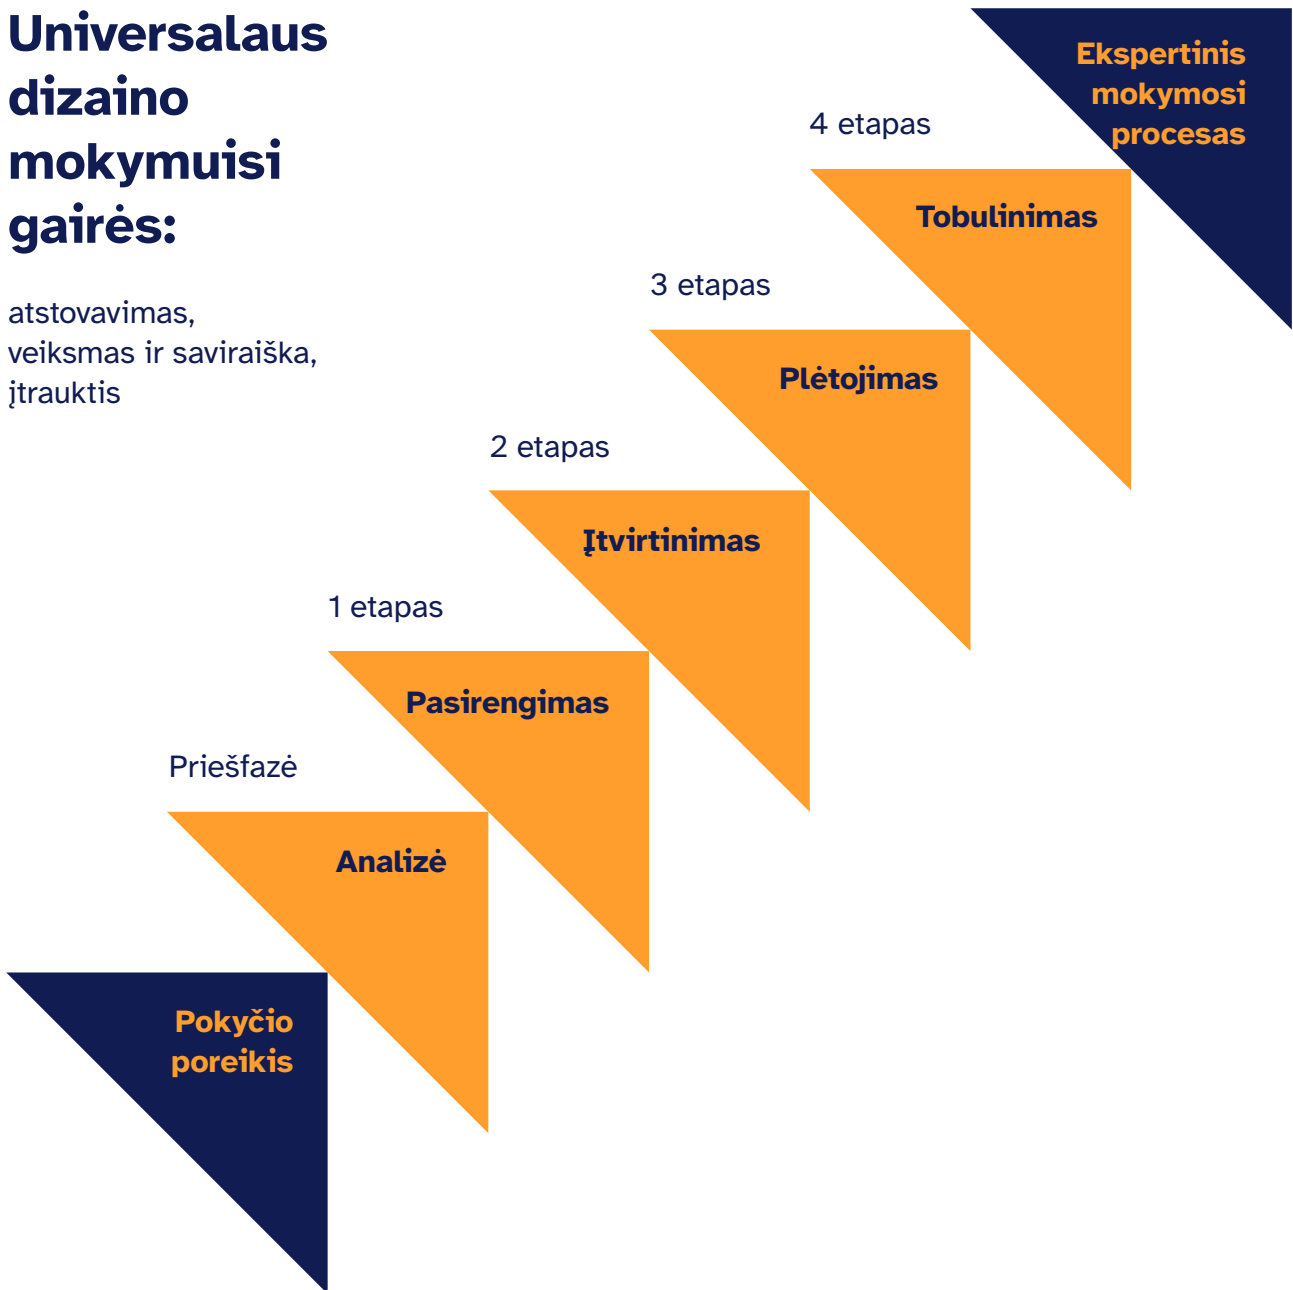 Universalaus
dizaino
mokymuisi
gairės:
atstovavimas,
veiksmas ir saviraiška,
įtrauktis
Ekspertinis
mokymosi
procesas
4 etapas
Tobulinimas
3 etapas
Plėtojimas
2 etapas
Įtvirtinimas
1 etapas
Pasirengimas
Priešfazė
Analizė
Pokyčio
poreikis